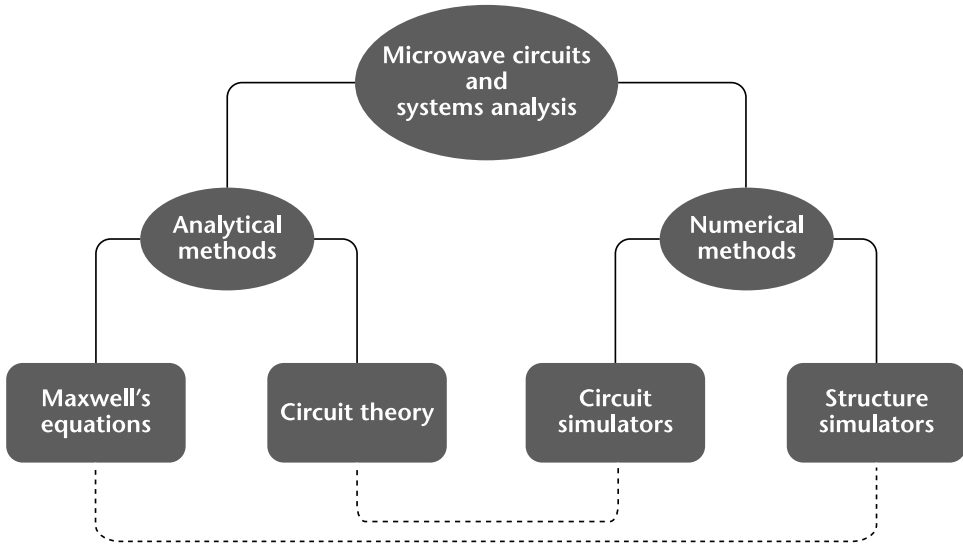 Microwave circuits
and
systems analysis
Analytical
methods
Numerical
methods
Maxwell's
equations
Circuit theory
Circuit
simulators
Structure
simulators